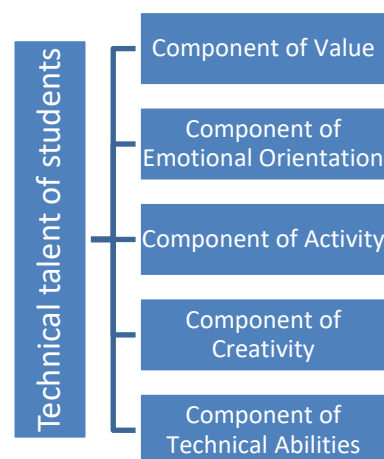 Technical talent of students
Component of Value
Component of
Emotional Orientation
Component of Activity
Component of
Creativity
Component of
Technical Abilities